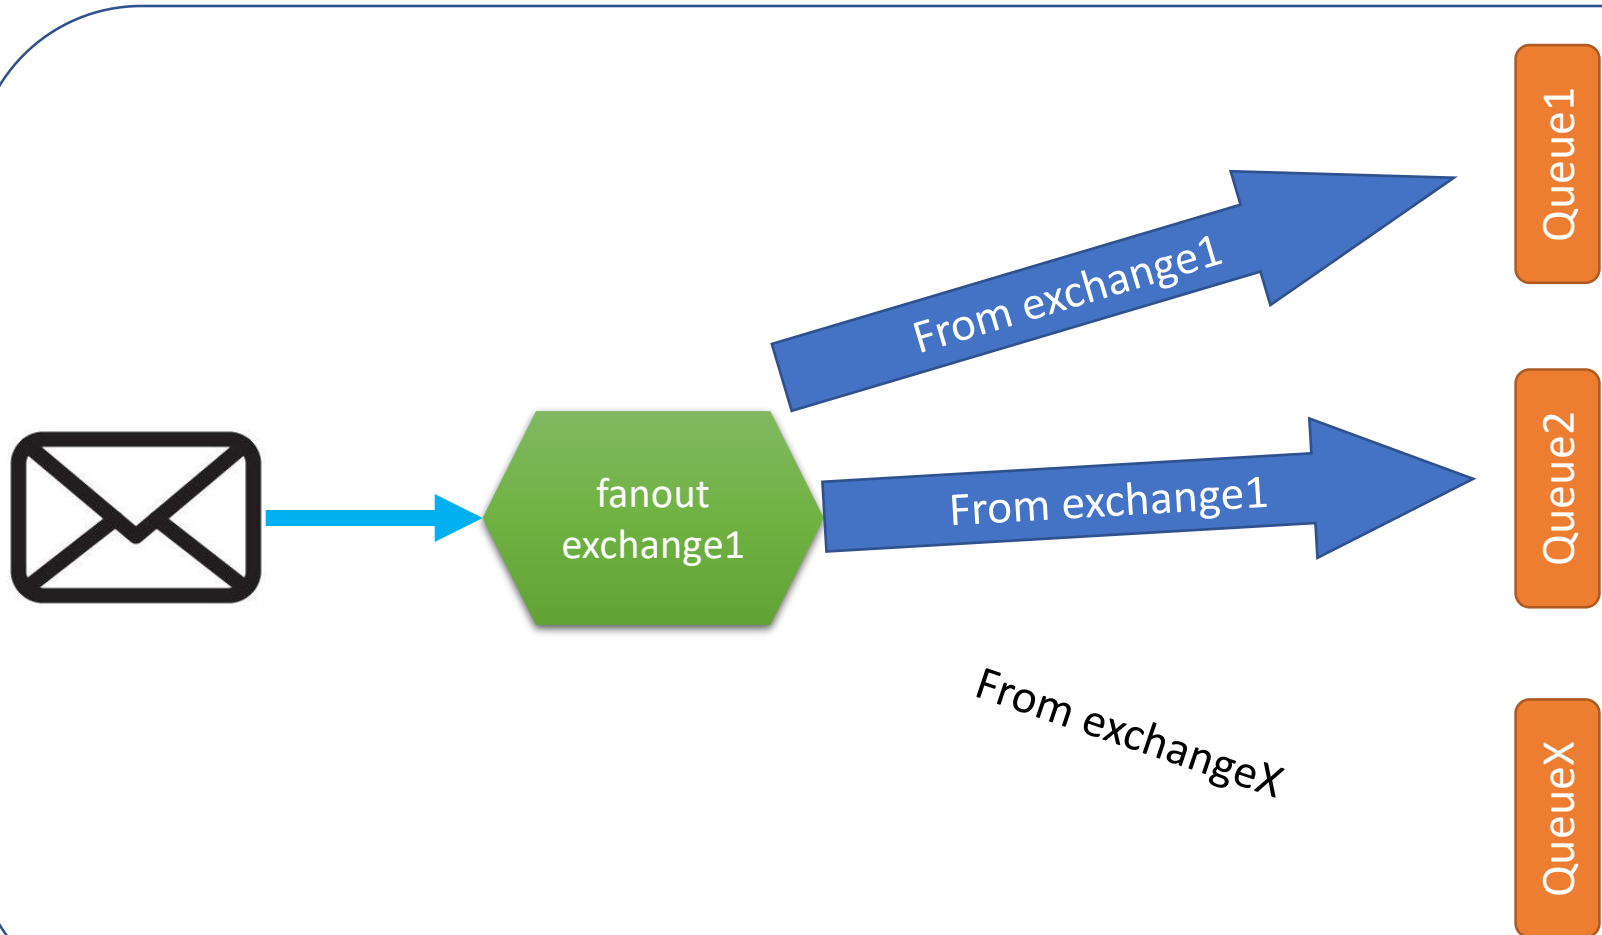 Queue1
From exchange1
fanout
exchange1
From exchange1
Queue2
From exchangeX
QueueX